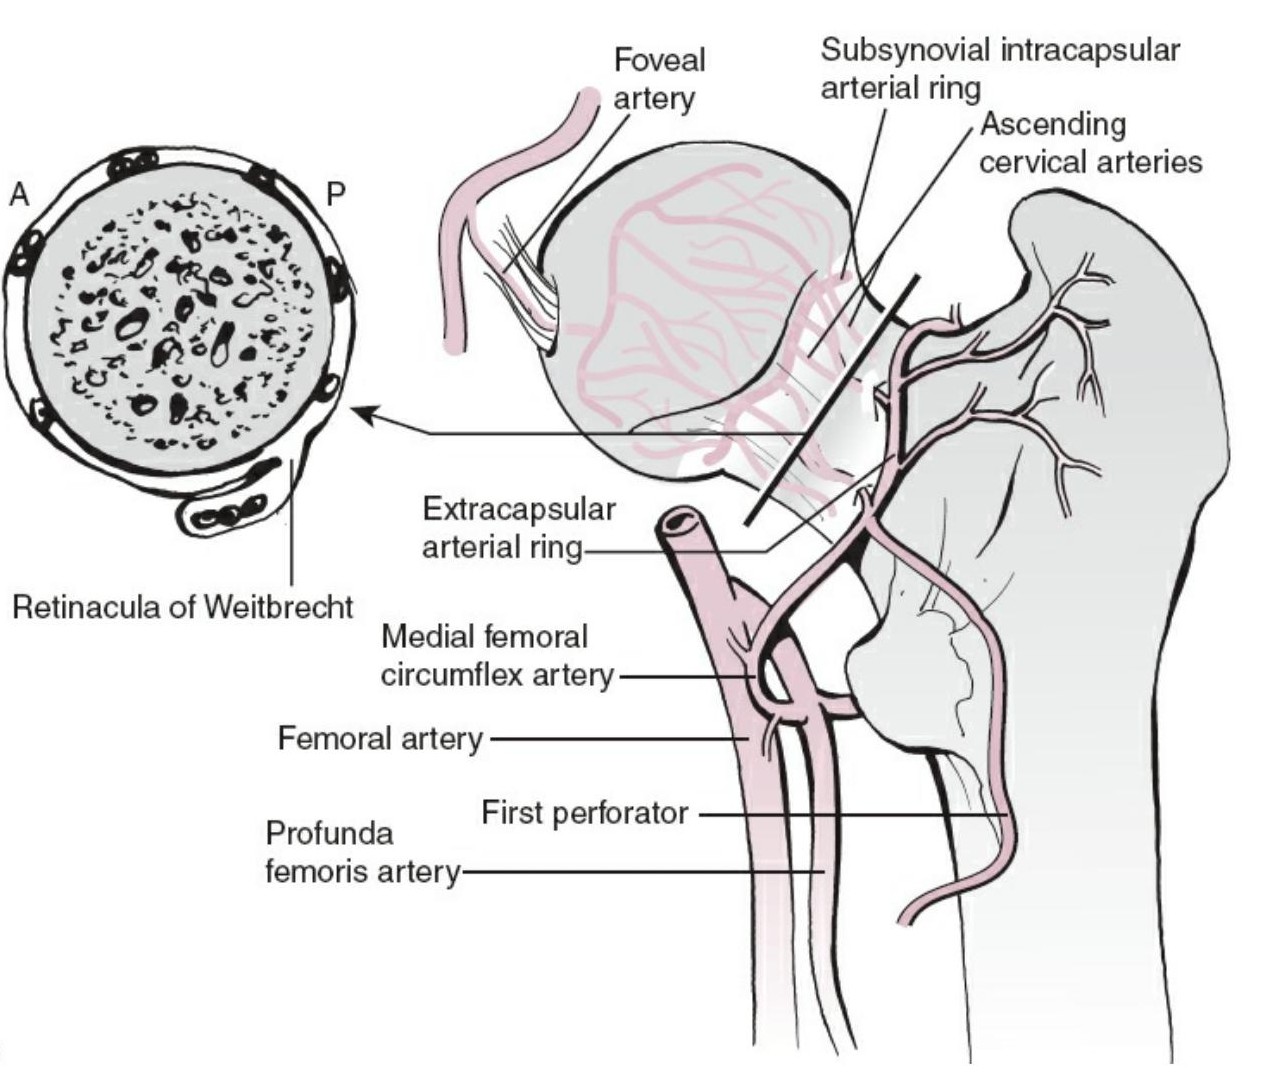 Foveal
artery
Subsynovial intracapsular
arterial ring
Ascending
cervical arteries
A
P
Extracapsular
arterial ring
Retinacula of Weitbrecht
Medial femoral
circumflex artery
Femoral artery
First perforator
Profunda
femoris artery